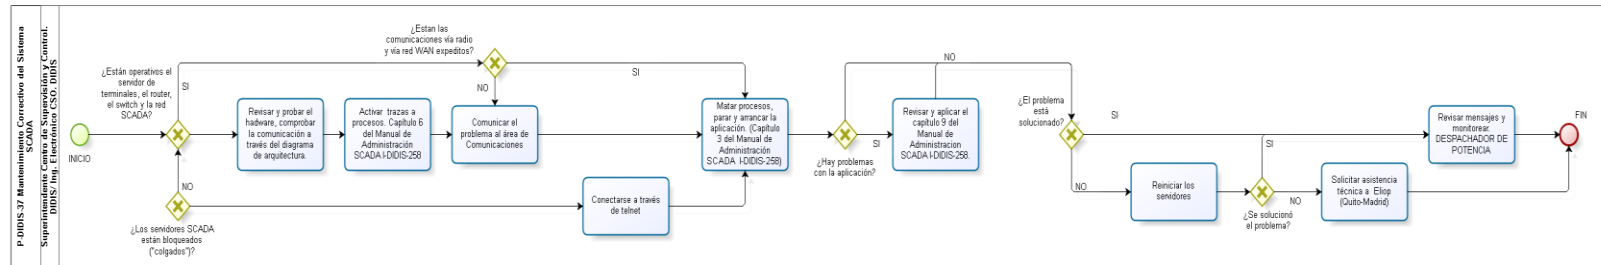 P-DIDIS-37 Mantenimiento Correctivo del Sistema
SCADA
Superintendente Centro de Supervisión y Control.
DIDIS/ Ing. Electrónico CSO. DIDIS
INICIO
¿Están operativos el
servidor de
terminales, el router,
el switch y la red
SCADA?
SI
NO
¿Los servidores SCADA
están bloqueados
("colgados")?
Revisar y probar el
hadware, comprobar
la comunicación a
través del diagrama
de arquitectura.
Activar trazas a
procesos. Capítulo 6
del Manual de
Administración
SCADA I-DIDIS-258
¿Estan las
comunicaciones vía radio
y vía red WAN expeditos?
NO
SI
Comunicar el
problema al área de
Comunicaciones
Conectarse a través
de telnet
Matar procesos,
parar y arrancar la
aplicación. (Capítulo
3 del Manual de
Administración
SCADA I-DIDIS-258)
¿Hay problemas
con la aplicación?
SI
NO
Revisar y aplicar el
capítulo 9 del
Manual de
Administracion
SCADA I-DIDIS-258.
¿El problema
está
solucionado?
SI
NO
Reiniciar los
servidores
¿Se solucionó
el problema?
SI
NO
Solicitar asistencia
técnica a Eliop
(Quito-Madrid)
Revisar mensajes y
monitorear.
DESPACHADOR DE
POTENCIA
FIN